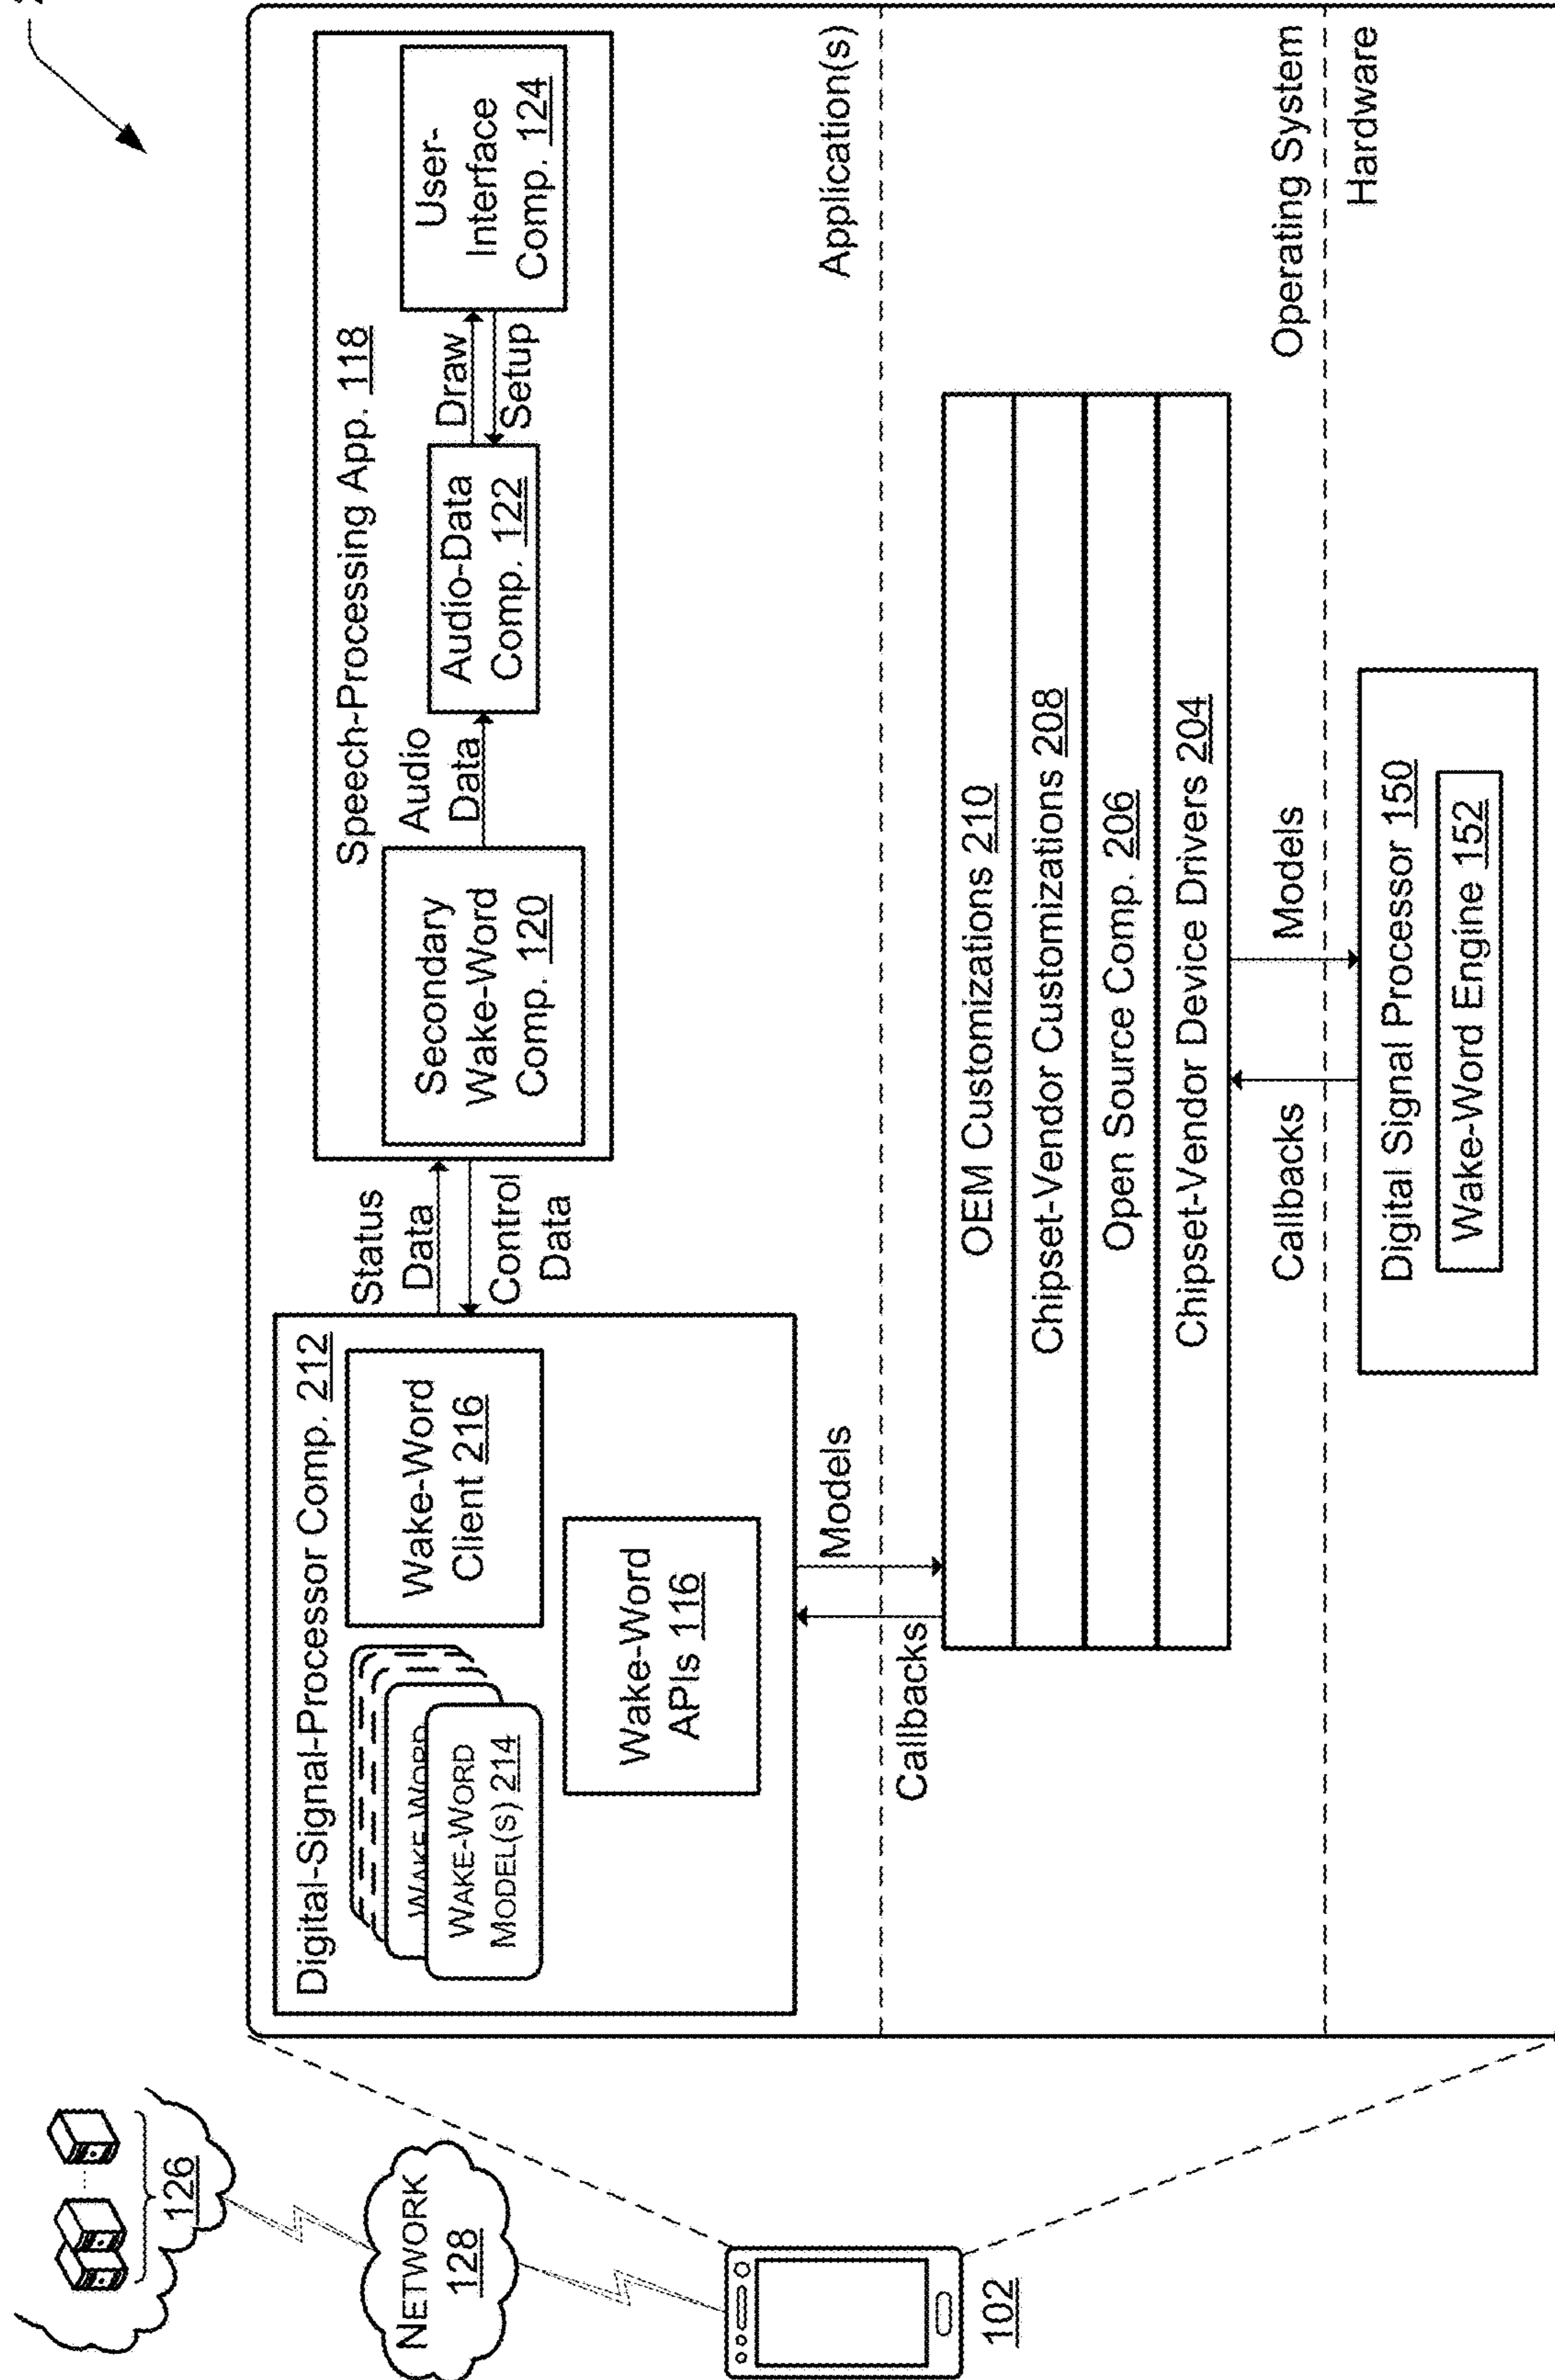 126
NETWORK
128
102
Digital-Signal-Processor Comp. 212
WAKE-WORD
WAKE-WORD
MODEL(S) 214
Wake-Word
Client 216
Wake-Word
APIs 116
Status
Data
Control
Data
Speech-Processing App. 118
Secondary
Wake-Word
Comp. 120
Audio
Data
Audio-Data
Comp. 122
Draw
Setup
User-
Interface
Comp. 124
Application(s)
Callbacks
Models
OEM Customizations 210
Chipset-Vendor Customizations 208
Open Source Comp. 206
Chipset-Vendor Device Drivers 204
Operating System
Callbacks
Models
Hardware
Digital Signal Processor 150
Wake-Word Engine 152